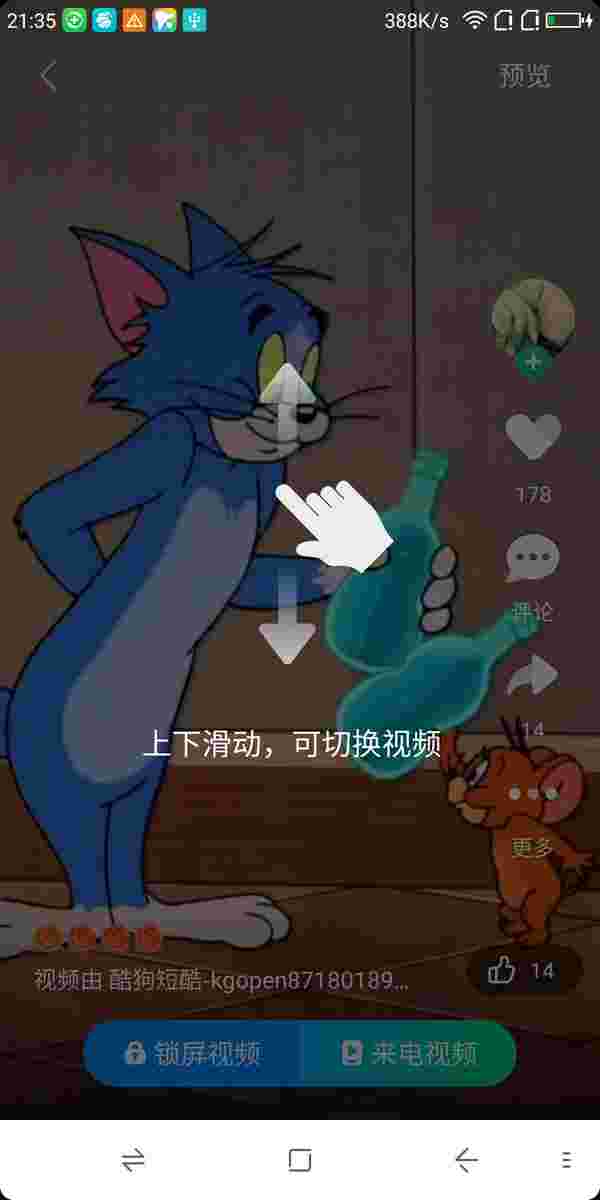 21:35
388K/s
预览
178
评论
14
上下滑动，可切换视频
更多
视频由 酷狗短酷-kgopen87180189...
14
锁屏视频
来电视频